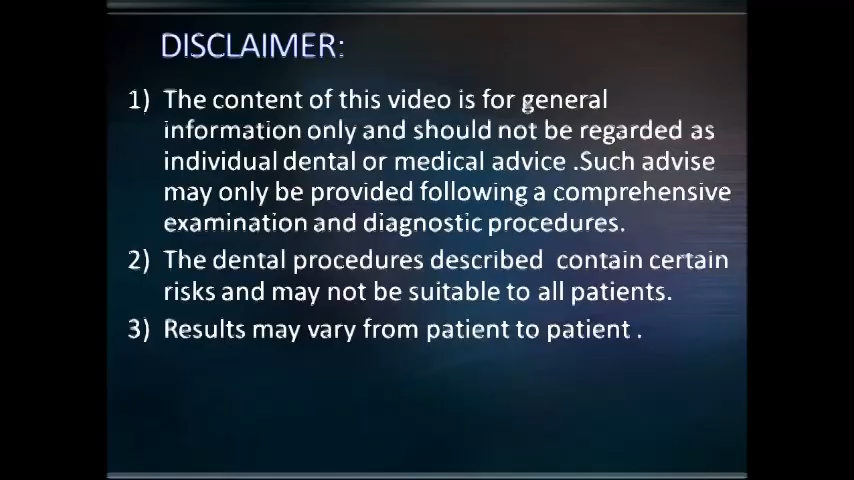 DISCLAIMER:
1) The content of this video is for general
information only and should not be regarded as
individual dental or medical advice .Such advise
may only be provided following a comprehensive
examination and diagnostic procedures.
2) The dental procedures described contain certain
risks and may not be suitable to all patients.
3) Results may vary from patient to patient .